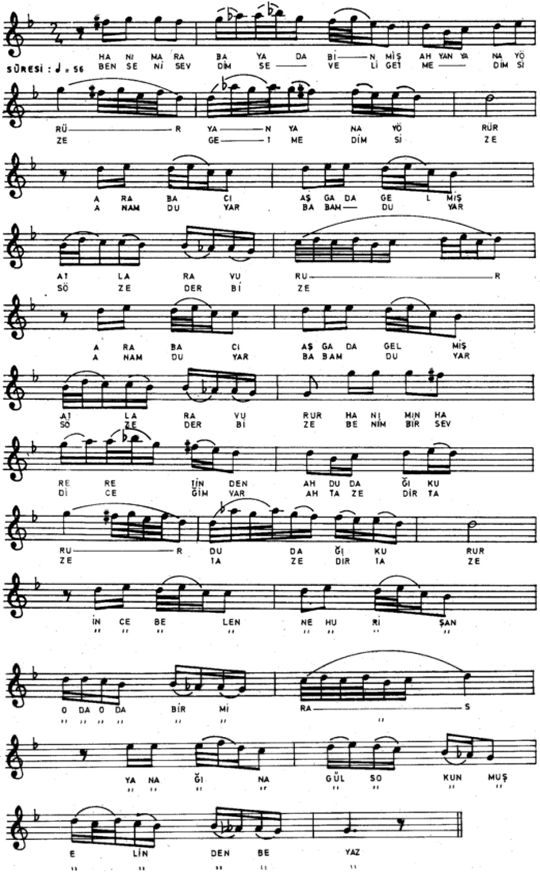 2/4
HA NI MA RA BA YA DA Bİ N MİŞ AH YAN YA NA YÖ
SÜRESİ : ♩ = 56 BEN SE Nİ SEV DİM SE VE Lİ GET ME DIM SI
RÜ R YA N YA NA YÖ RÜR
ZE GE T ME DİM Sİ ZE
A RA BA CI AŞ GA DA GE L MİŞ
A NAM DU YAR BA BAM DU YAR
AT LA RA VU RU R
SÖ ZE DER Bİ ZE
A RA BA CI AŞ GA DA GEL MİŞ
A NAM DU YAR BA BAM DU YAR
AT LA RA VU RUR HA Nİ MIN HA
SÖ ZE DER Bİ ZE BE NİM BİR SEV
RE RE TİN DEN AH DU DA ĞI KU
Dİ CE ĞİM VAR AH TA ZE DİR TA
RU R DU DA ĞI KU RUR
ZE TA ZE DİR TA ZE
İN CE BE LEN NE HU Rİ ŞAN
,, ,, ,, ,, ,, ,, ,, ,,
O DA O DA BİR Mİ RA S
,, ,, ,, ,, ,, ,, ,,
YA NA ĞI NA GÜL SO KUN MUŞ
,, ,, ,, ,, ,, ,, ,, ,,
E LİN DEN BE YAZ
,, ,, ,, ,, ,,